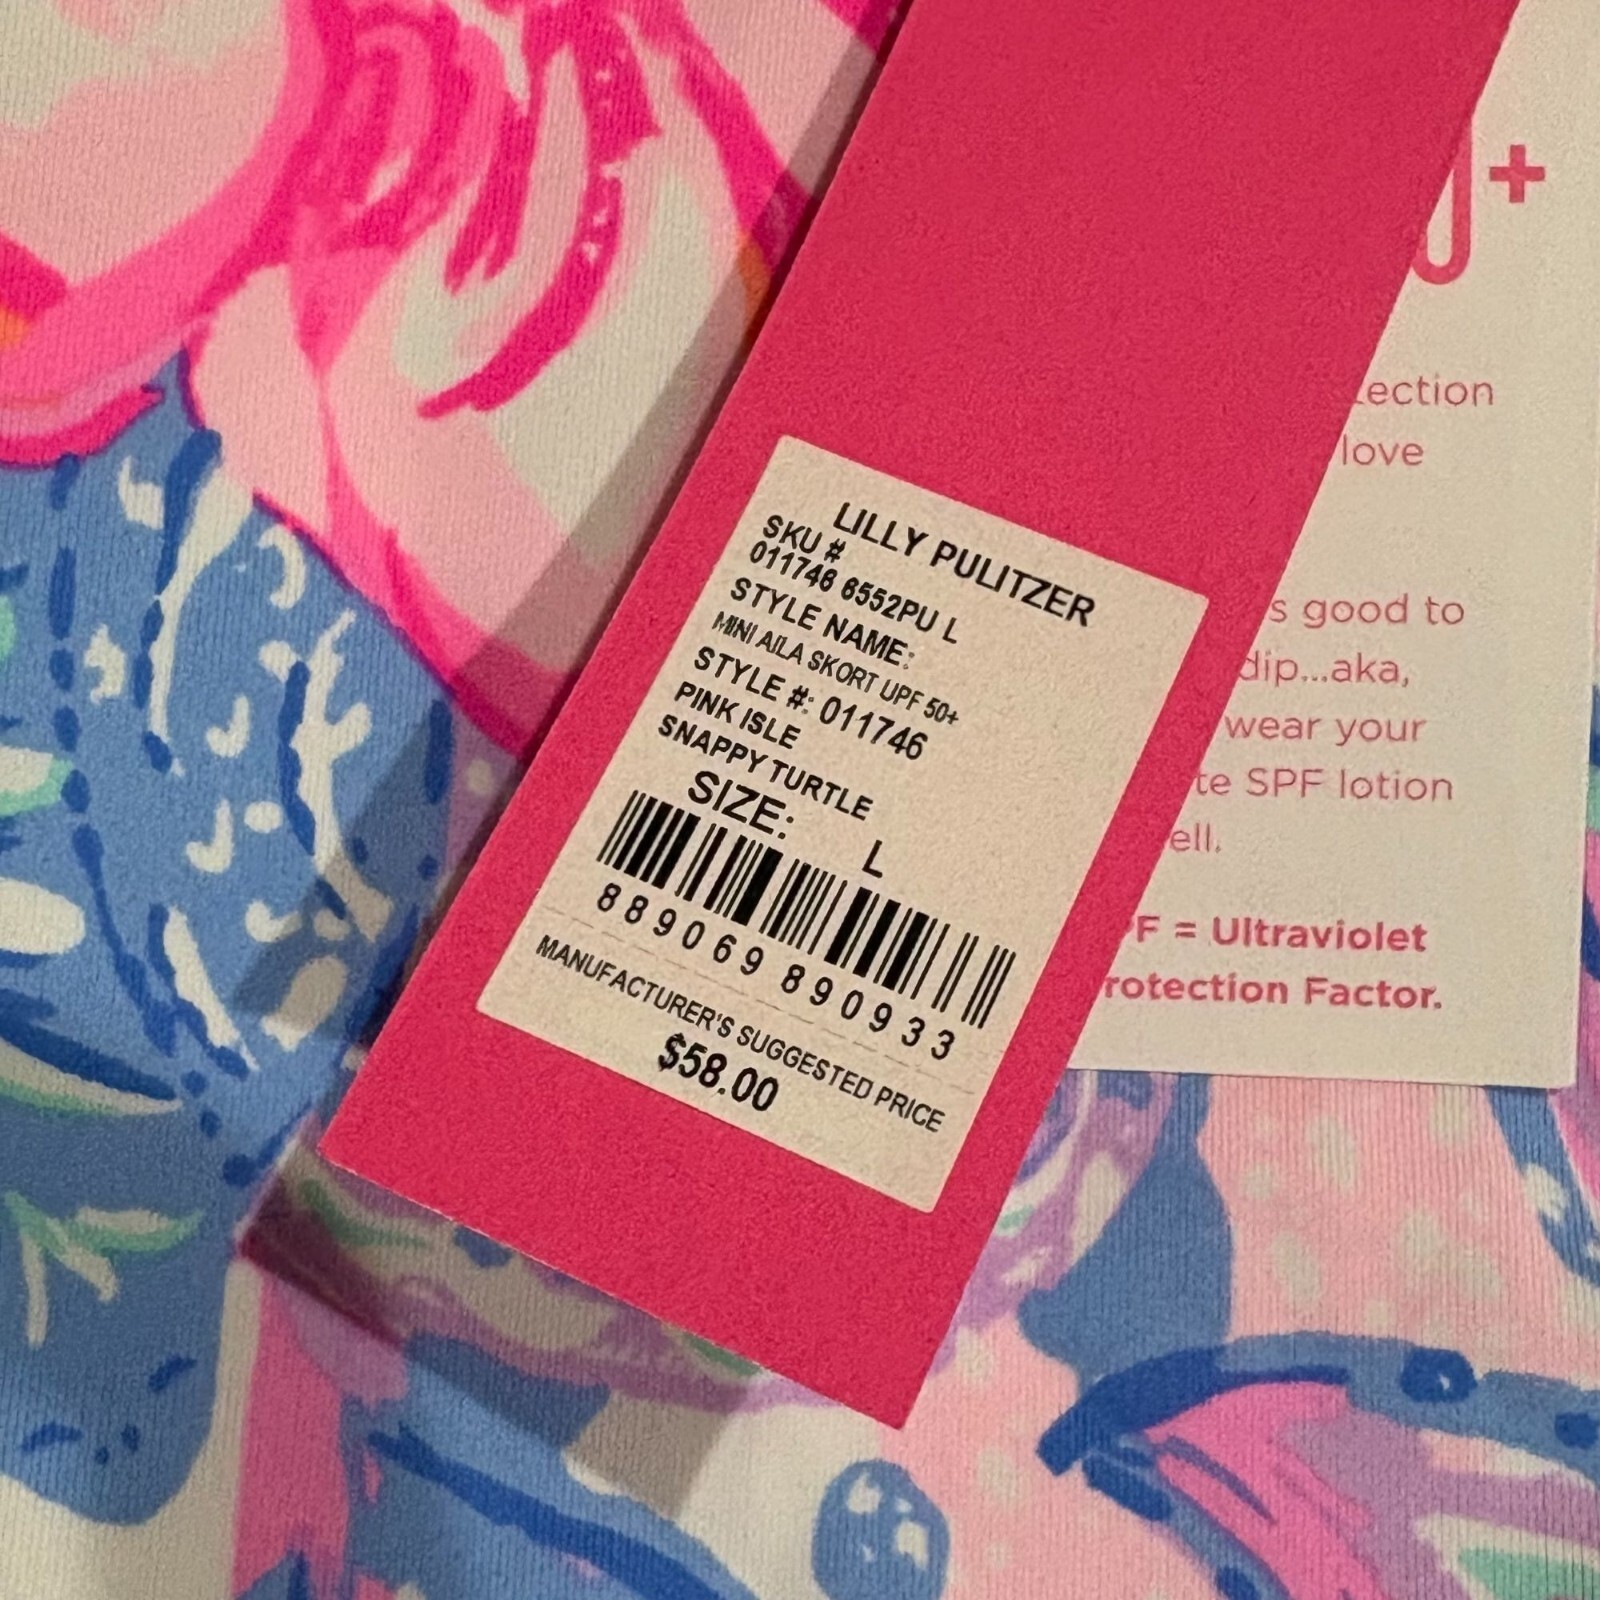 LILLY PULITZER
SKU #
011746 6552PU L
STYLE NAME:
MINI AILA SKORT UPF 50+
STYLE #: 011746
PINK ISLE
SNAPPY TURTLE
SIZE: L
889069 890933
MANUFACTURER'S SUGGESTED PRICE
$58.00
+
love
good to
dip...aka,
wear your
SPF lotion
= Ultraviolet
Factor.